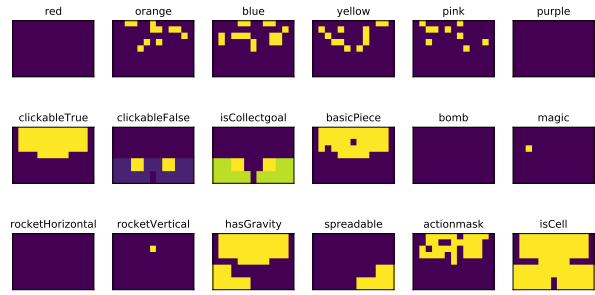 red orange blue yellow pink purple
clickableTrue clickableFalse isCollectgoal basicPiece bomb magic
rocketHorizontal rocketVertical hasGravity spreadable actionmask isCell